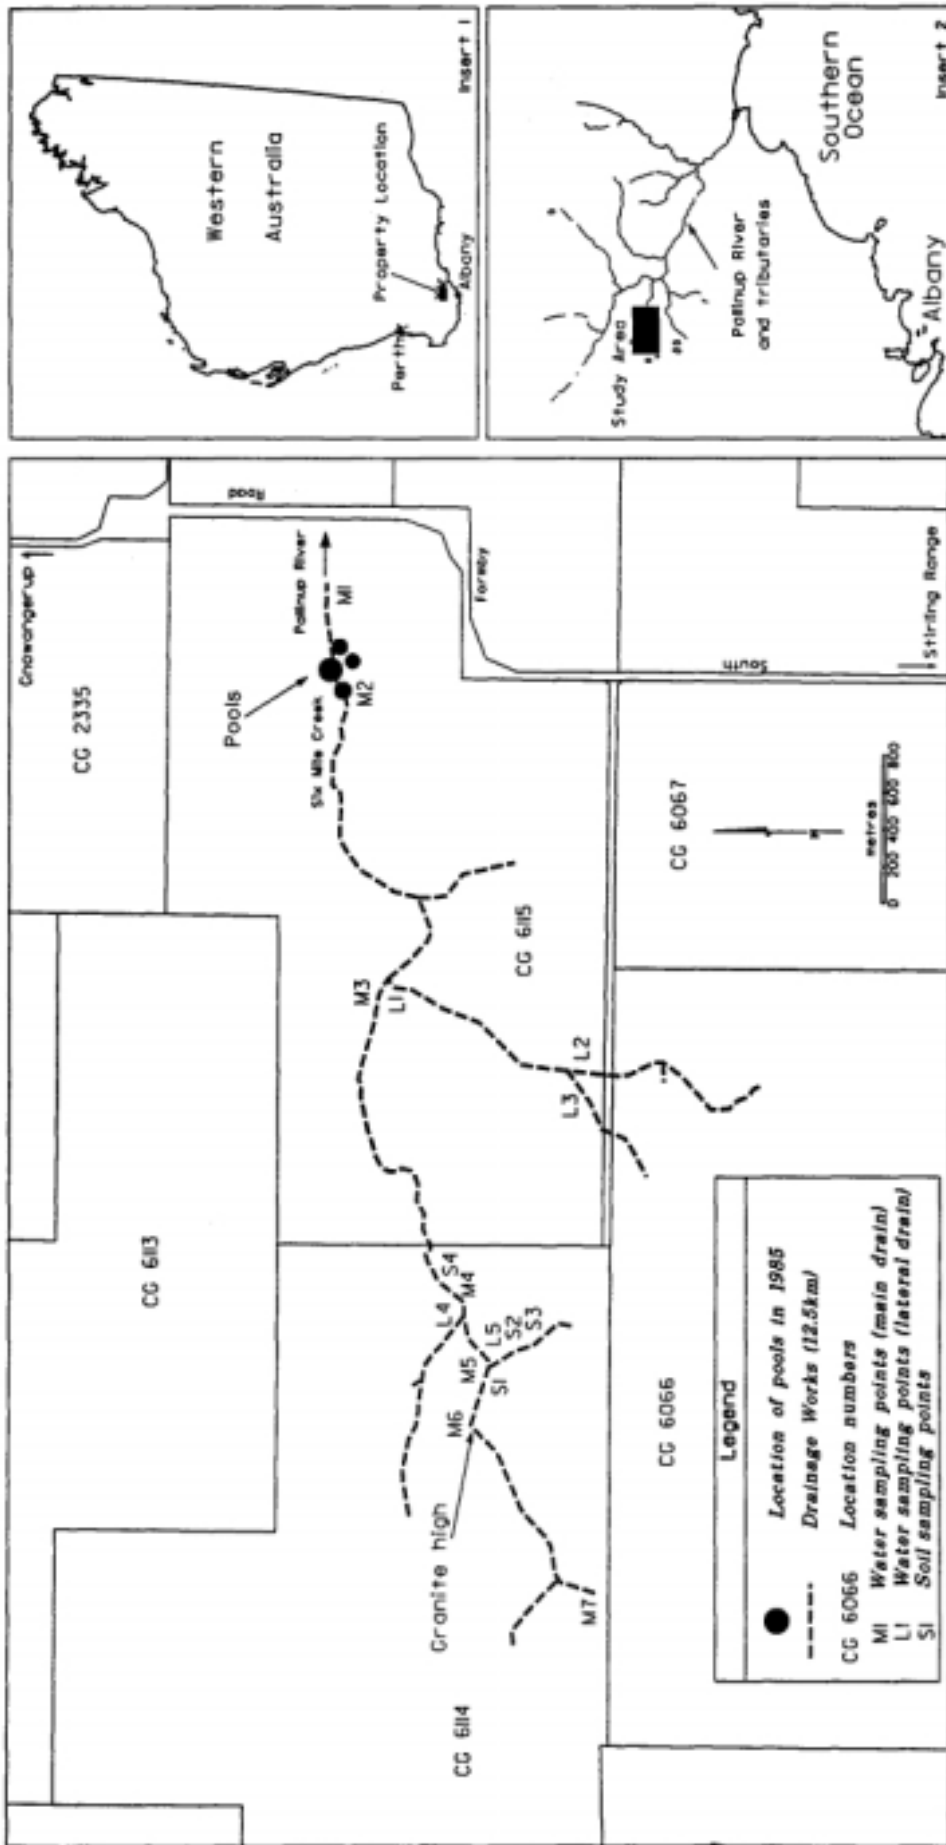 Gnowangerup
CG 2335
Road
Pallinup River
M1
Pools
Six Mile Creek
M2
Formby
South
Stirling Range
CG 6067
Metres
0 200 400 600 800
CG 6115
M3
L1
L2
L3
CG 6113
S4
M4
L4
L5
S2
S3
M5
S1
M6
Granite high
M7
CG 6114
CG 6066
Legend
Location of pools in 1985
Drainage Works (12.5km)
CG 6066 Location numbers
M1 Water sampling points (main drain)
L1 Water sampling points (lateral drain)
S1 Soil sampling points
Western
Australia
Property Location
Perth
Albany
Insert 1
Study Area
Pallinup River
and tributaries
Southern
Ocean
Albany
Insert 2